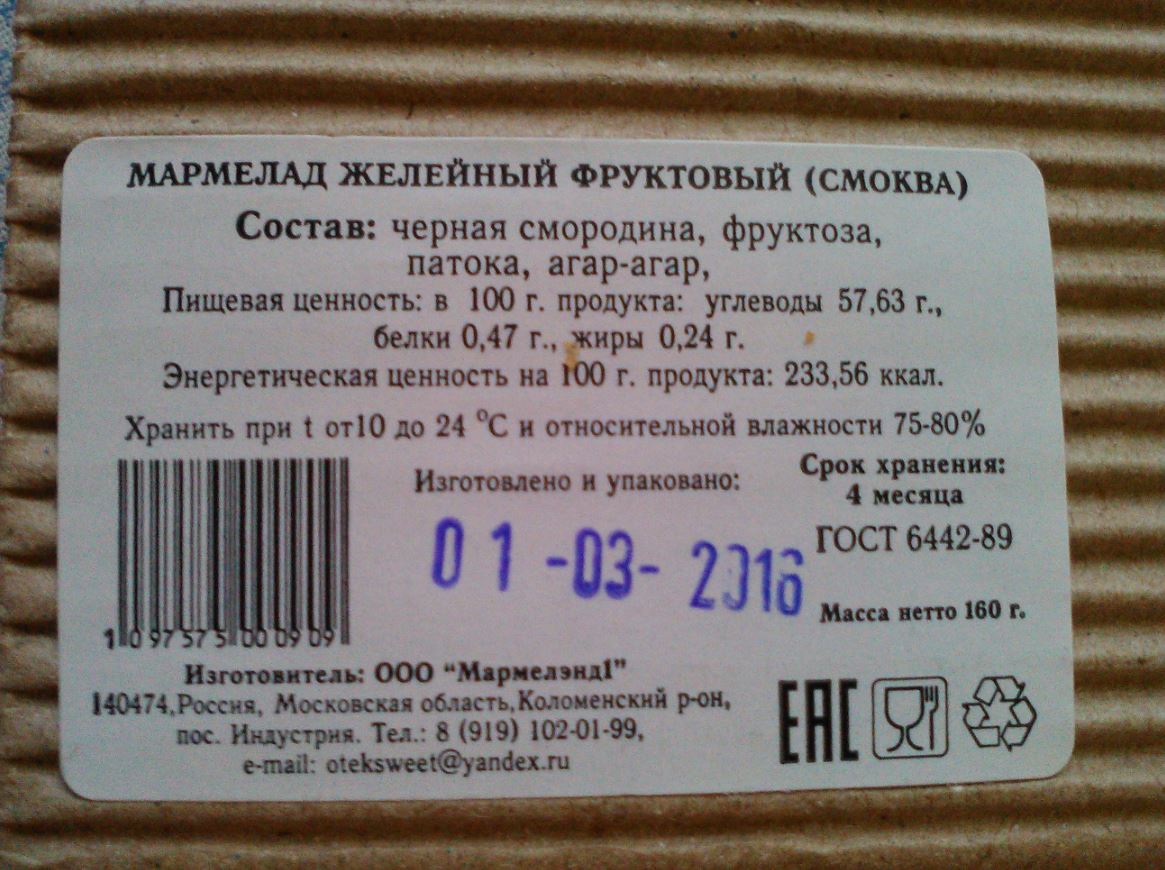 МАРМЕЛАД ЖЕЛЕЙНЫЙ ФРУКТОВЫЙ (СМОКВА)
Состав: черная смородина, фруктоза,
патока, агар-агар,
Пищевая ценность: в 100 г. продукта: углеводы 57,63 г.,
белки 0,47 г., жиры 0,24 г.
Энергетическая ценность на 100 г. продукта: 233,56 ккал.
Хранить при t от10 до 24 °C и относительной влажности 75-80%
Изготовлено и упаковано:
01-03-2016
Срок хранения:
4 месяца
ГОСТ 6442-89
Масса нетто 160 г.
1 097575 000909
Изготовитель: ООО “Мармелэнд1”
140474,Россия, Московская область,Коломенский р-он,
пос. Индустрия. Тел.: 8 (919) 102-01-99,
e-mail: oteksweet@yandex.ru
ЕАС